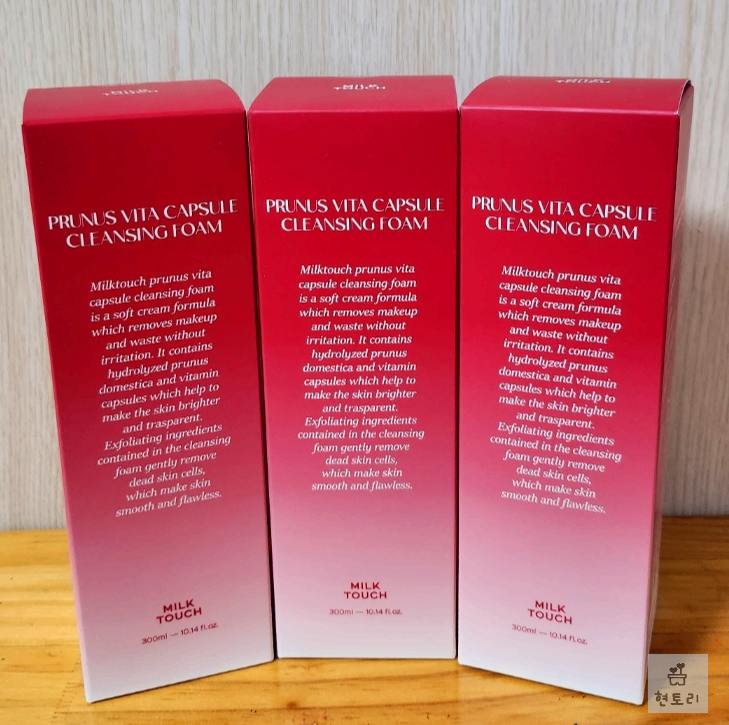 MILK
TOUCH
PRUNUS VITA CAPSULE
CLEANSING FOAM
Milktouch prunus vita
capsule cleansing foam
is a soft cream formula
which removes makeup
and waste without
irritation. It contains
hydrolyzed prunus
domestica and vitamin
capsules which help to
make the skin brighter
and trasparent.
Exfoliating ingredients
contained in the cleansing
foam gently remove
dead skin cells,
which make skin
smooth and flawless.
MILK
TOUCH
300ml — 10.14 fl.oz.
MILK
TOUCH
PRUNUS VITA CAPSULE
CLEANSING FOAM
Milktouch prunus vita
capsule cleansing foam
is a soft cream formula
which removes makeup
and waste without
irritation. It contains
hydrolyzed prunus
domestica and vitamin
capsules which help to
make the skin brighter
and trasparent.
Exfoliating ingredients
contained in the cleansing
foam gently remove
dead skin cells,
which make skin
smooth and flawless.
MILK
TOUCH
300ml — 10.14 fl.oz.
MILK
TOUCH
PRUNUS VITA CAPSULE
CLEANSING FOAM
Milktouch prunus vita
capsule cleansing foam
is a soft cream formula
which removes makeup
and waste without
irritation. It contains
hydrolyzed prunus
domestica and vitamin
capsules which help to
make the skin brighter
and trasparent.
Exfoliating ingredients
contained in the cleansing
foam gently remove
dead skin cells,
which make skin
smooth and flawless.
MILK
TOUCH
300ml — 10.14 fl.oz.
현토리